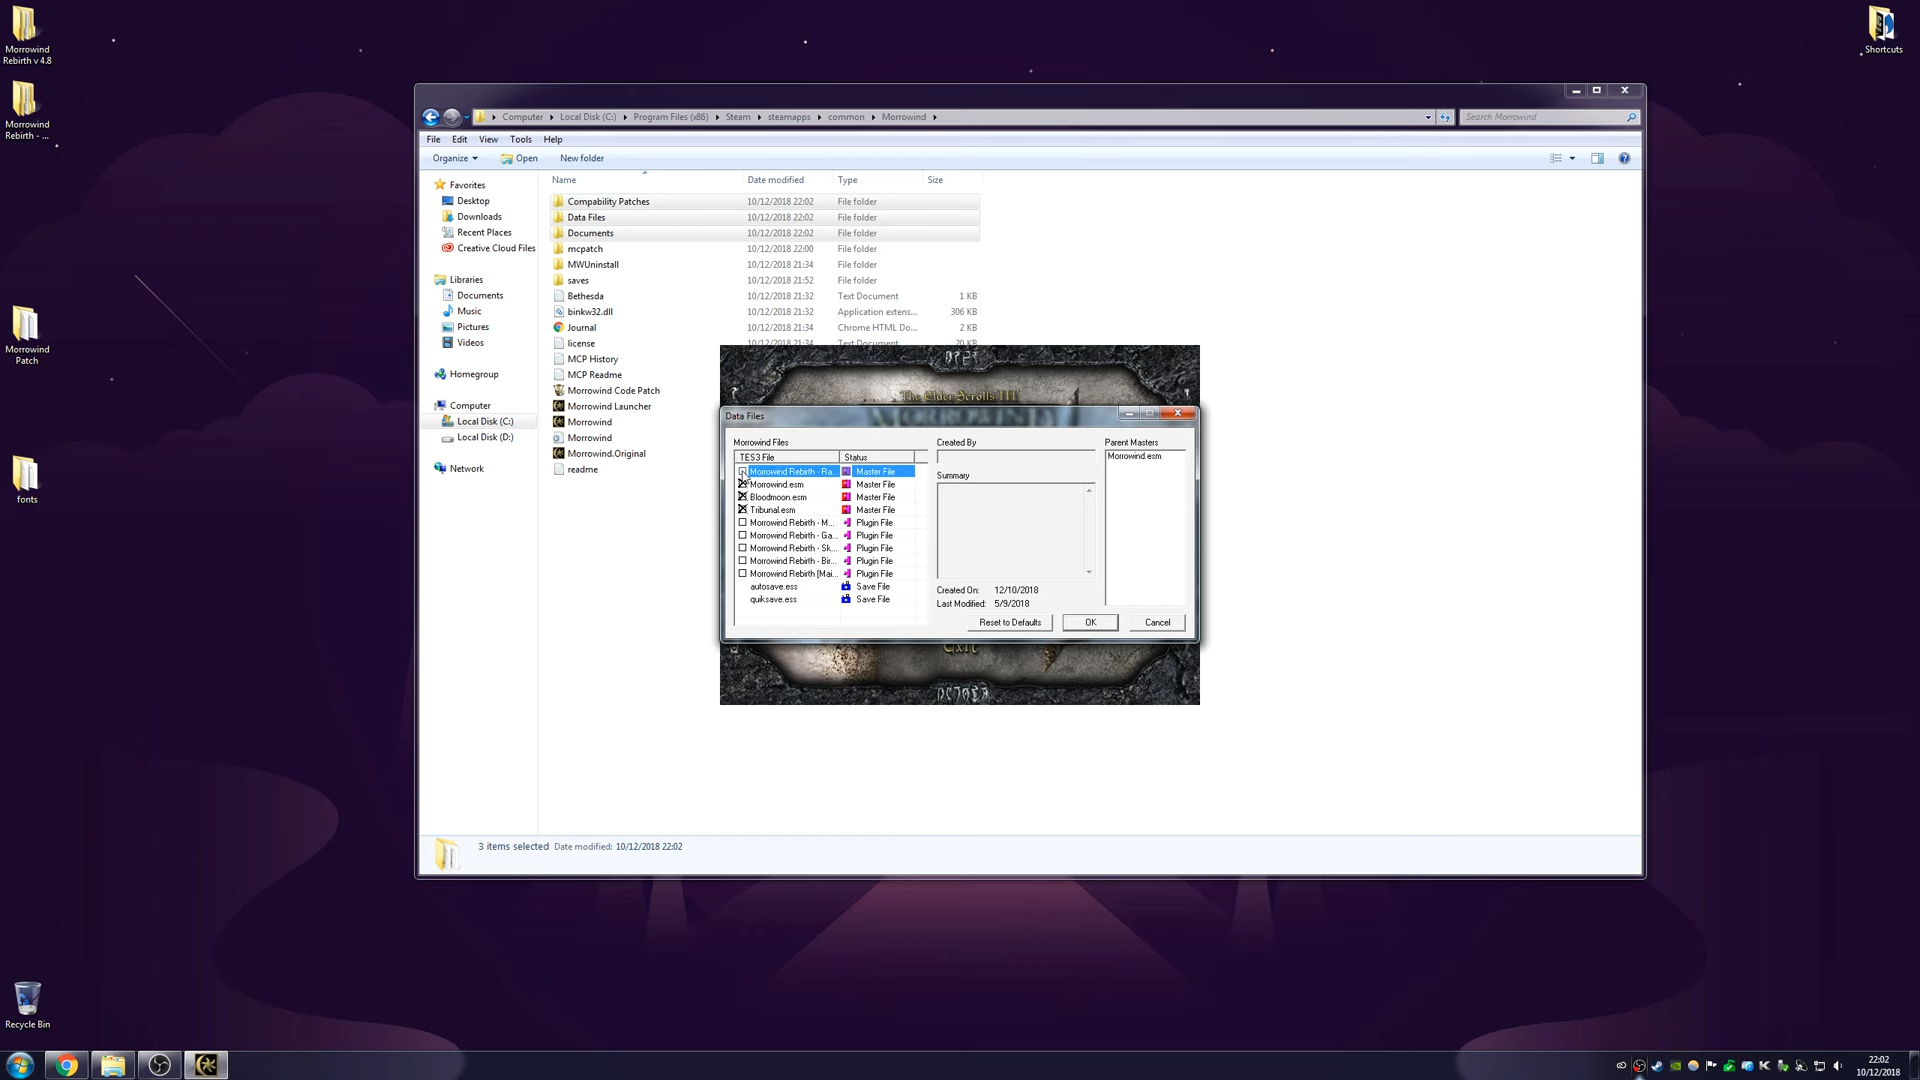 Morrowind
Rebirth v 4.8
Morrowind
Rebirth - ...
Morrowind
Patch
fonts
Recycle Bin
Shortcuts
Computer Local Disk (C:) Program Files (x86) Steam steamapps common Morrowind
Search Morrowind
File Edit View Tools Help
Organize Open New folder
Name Date modified Type Size
Favorites
Desktop
Downloads
Recent Places
Creative Cloud Files
Libraries
Documents
Music
Pictures
Videos
Homegroup
Computer
Local Disk (C:)
Local Disk (D:)
Network
Compability Patches 10/12/2018 22:02 File folder
Data Files 10/12/2018 22:02 File folder
Documents 10/12/2018 22:02 File folder
mcpatch 10/12/2018 22:00 File folder
MWUninstall 10/12/2018 21:34 File folder
saves 10/12/2018 21:52 File folder
Bethesda 10/12/2018 21:32 Text Document 1 KB
binkw32.dll 10/12/2018 21:32 Application extens... 306 KB
Journal 10/12/2018 21:34 Chrome HTML Do... 2 KB
license 10/12/2018 21:34 Text Document 20 KB
MCP History
MCP Readme
Morrowind Code Patch
Morrowind Launcher
Morrowind
Morrowind
Morrowind.Original
readme
The Elder Scrolls III
MORROWIND
Data Files
Morrowind Files
TES3 File Status
Morrowind Rebirth - Ra... Master File
Morrowind.esm Master File
Bloodmoon.esm Master File
Tribunal.esm Master File
Morrowind Rebirth - M... Plugin File
Morrowind Rebirth - Ga... Plugin File
Morrowind Rebirth - Sk... Plugin File
Morrowind Rebirth - Bir... Plugin File
Morrowind Rebirth [Mai... Plugin File
autosave.ess Save File
quiksave.ess Save File
Created By
Summary
Created On: 12/10/2018
Last Modified: 5/9/2018
Parent Masters
Morrowind.esm
Reset to Defaults OK Cancel
Exit
3 items selected Date modified: 10/12/2018 22:02
22:02
10/12/2018